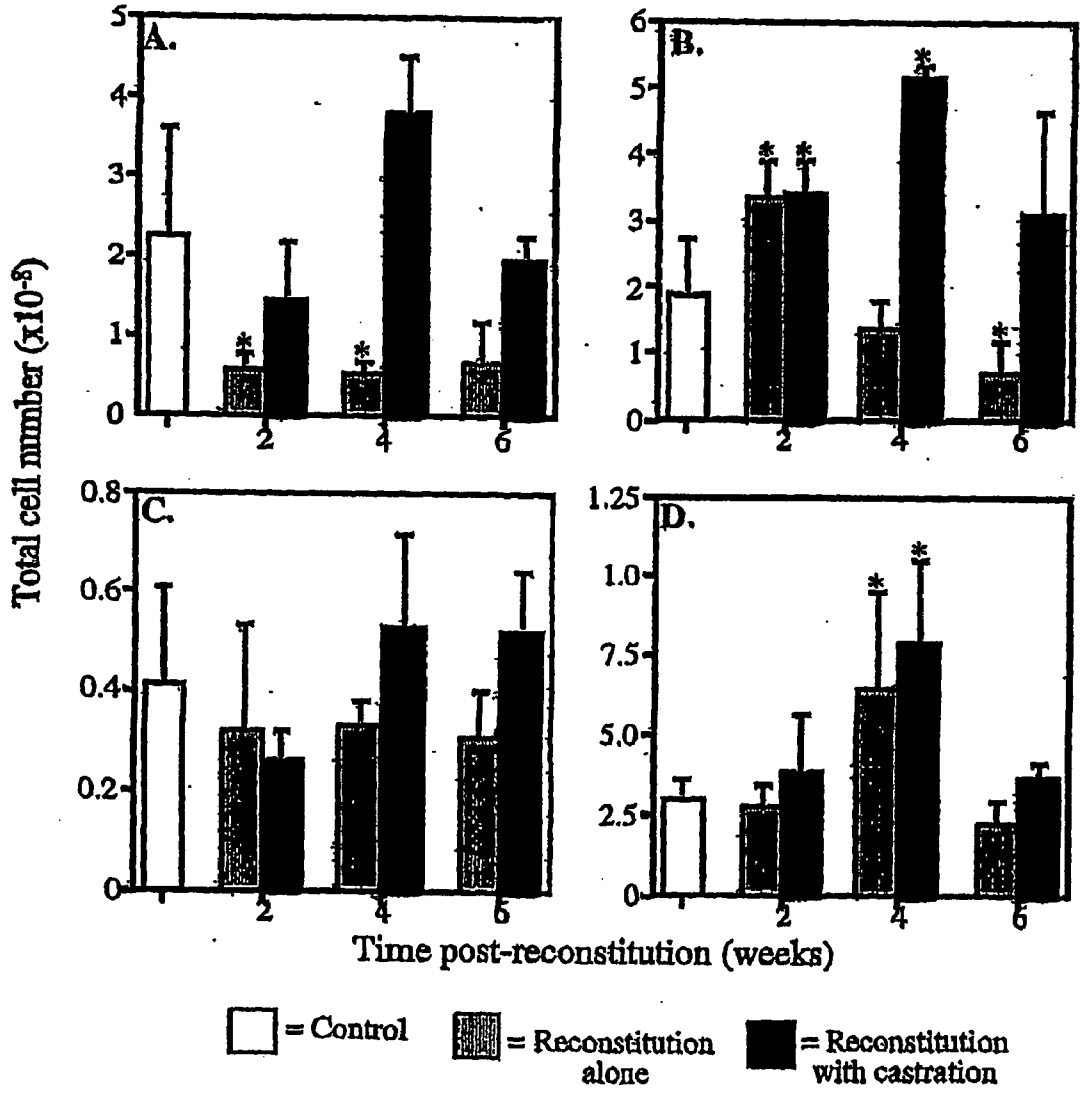 A.
5
4
3
2
1
0
*
*
2 4 6
B.
6
5
4
3
2
1
0
* *
*
*
2 4 6
Total cell number (x10-8)
C.
0.8
0.6
0.4
0.2
0
2 4 6
D.
1.25
1.0
7.5
5.0
2.5
0
*
*
2 4 6
Time post-reconstitution (weeks)
= Control
= Reconstitution
alone
= Reconstitution
with castration